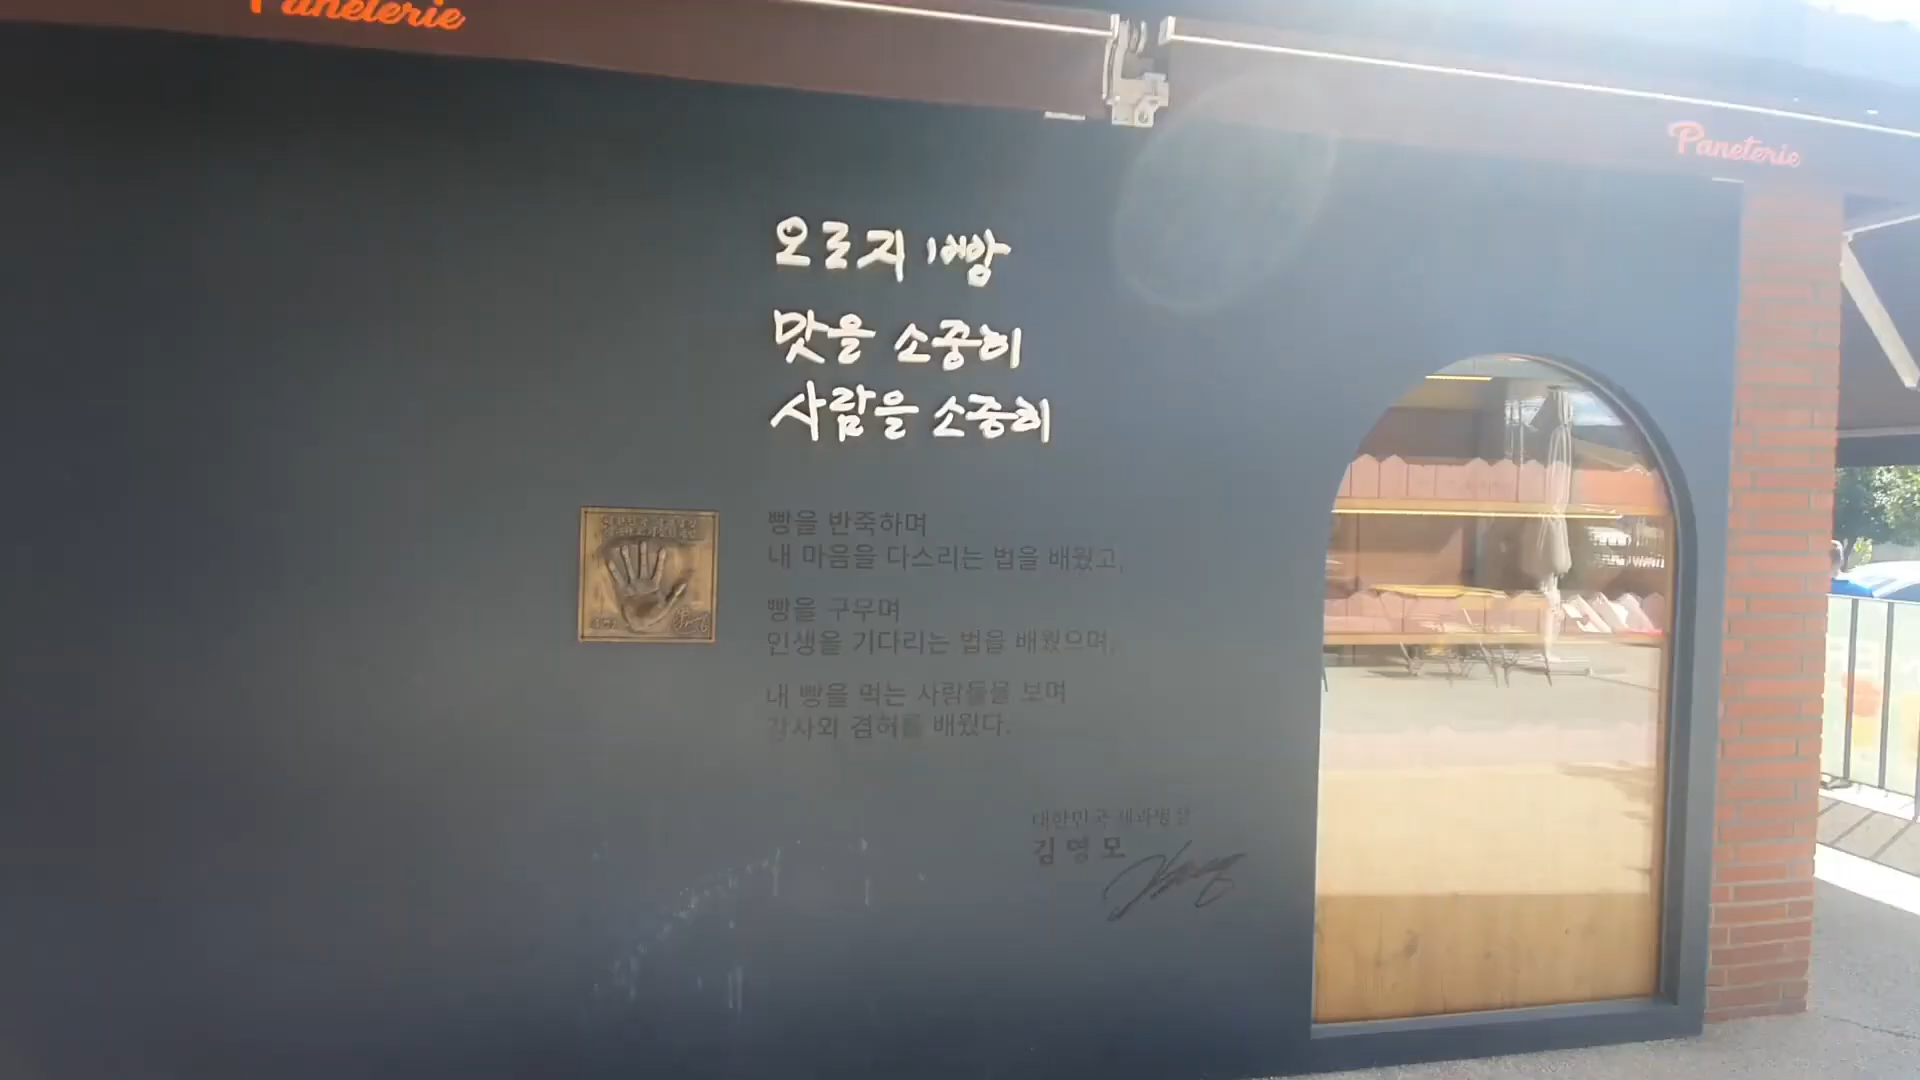 Paneterie
Paneterie
오로지
맛을 소중히
사람을 소중히
빵을 반죽하며
내 마음을 다스리는 법을 배웠고,
빵을 구우며
인생을 기다리는 법을 배웠으며,
내 빵을 먹는 사람들을 보며
감사와 겸허를 배웠다.
대한민국 제과명장
김영모